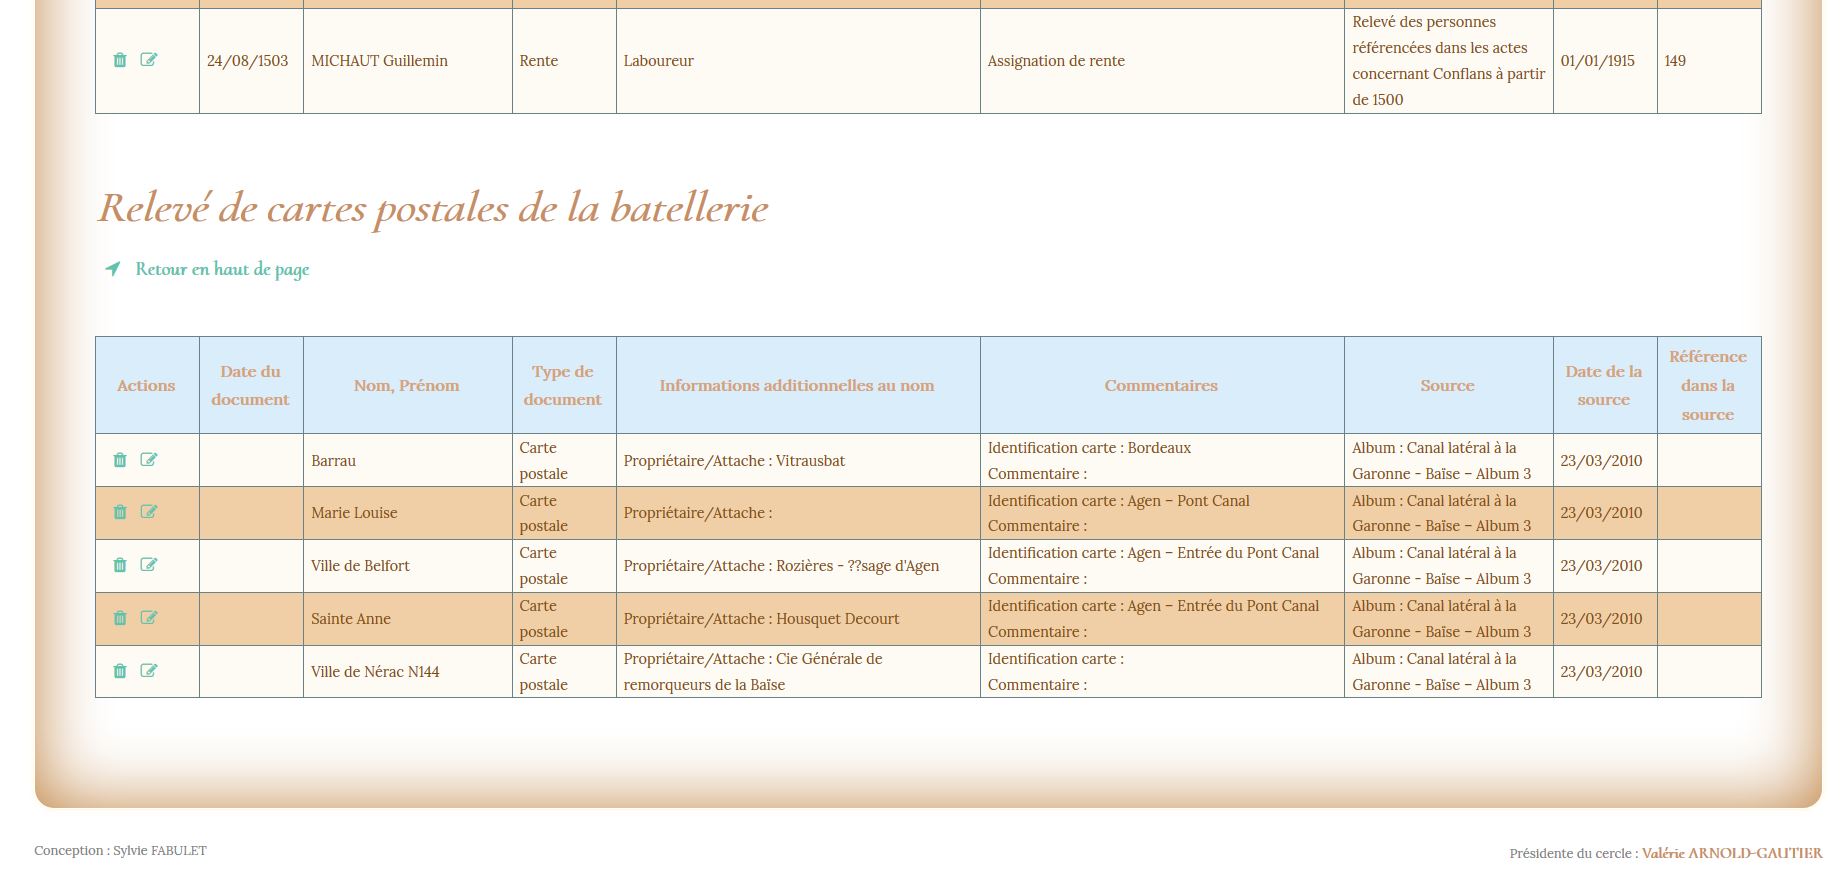 24/08/1503 MICHAUT Guillemin Rente Laboureur Assignation de rente Relevé des personnes référencées dans les actes concernant Conflans à partir de 1500 01/01/1915 149
Relevé de cartes postales de la batellerie
Retour en haut de page
Actions Date du document Nom, Prénom Type de document Informations additionnelles au nom Commentaires Source Date de la source Référence dans la source
Barrau Carte postale Propriétaire/Attache : Vitrausbat Identification carte : Bordeaux Commentaire : Album : Canal latéral à la Garonne - Baïse – Album 3 23/03/2010
Marie Louise Carte postale Propriétaire/Attache : Identification carte : Agen – Pont Canal Commentaire : Album : Canal latéral à la Garonne - Baïse – Album 3 23/03/2010
Ville de Belfort Carte postale Propriétaire/Attache : Rozières - ??sage d'Agen Identification carte : Agen – Entrée du Pont Canal Commentaire : Album : Canal latéral à la Garonne - Baïse – Album 3 23/03/2010
Sainte Anne Carte postale Propriétaire/Attache : Housquet Decourt Identification carte : Agen – Entrée du Pont Canal Commentaire : Album : Canal latéral à la Garonne - Baïse – Album 3 23/03/2010
Ville de Nérac N144 Carte postale Propriétaire/Attache : Cie Générale de remorqueurs de la Baïse Identification carte : Commentaire : Album : Canal latéral à la Garonne - Baïse – Album 3 23/03/2010
Conception : Sylvie FABULET
Présidente du cercle : Valérie ARNOLD-GAUTIER